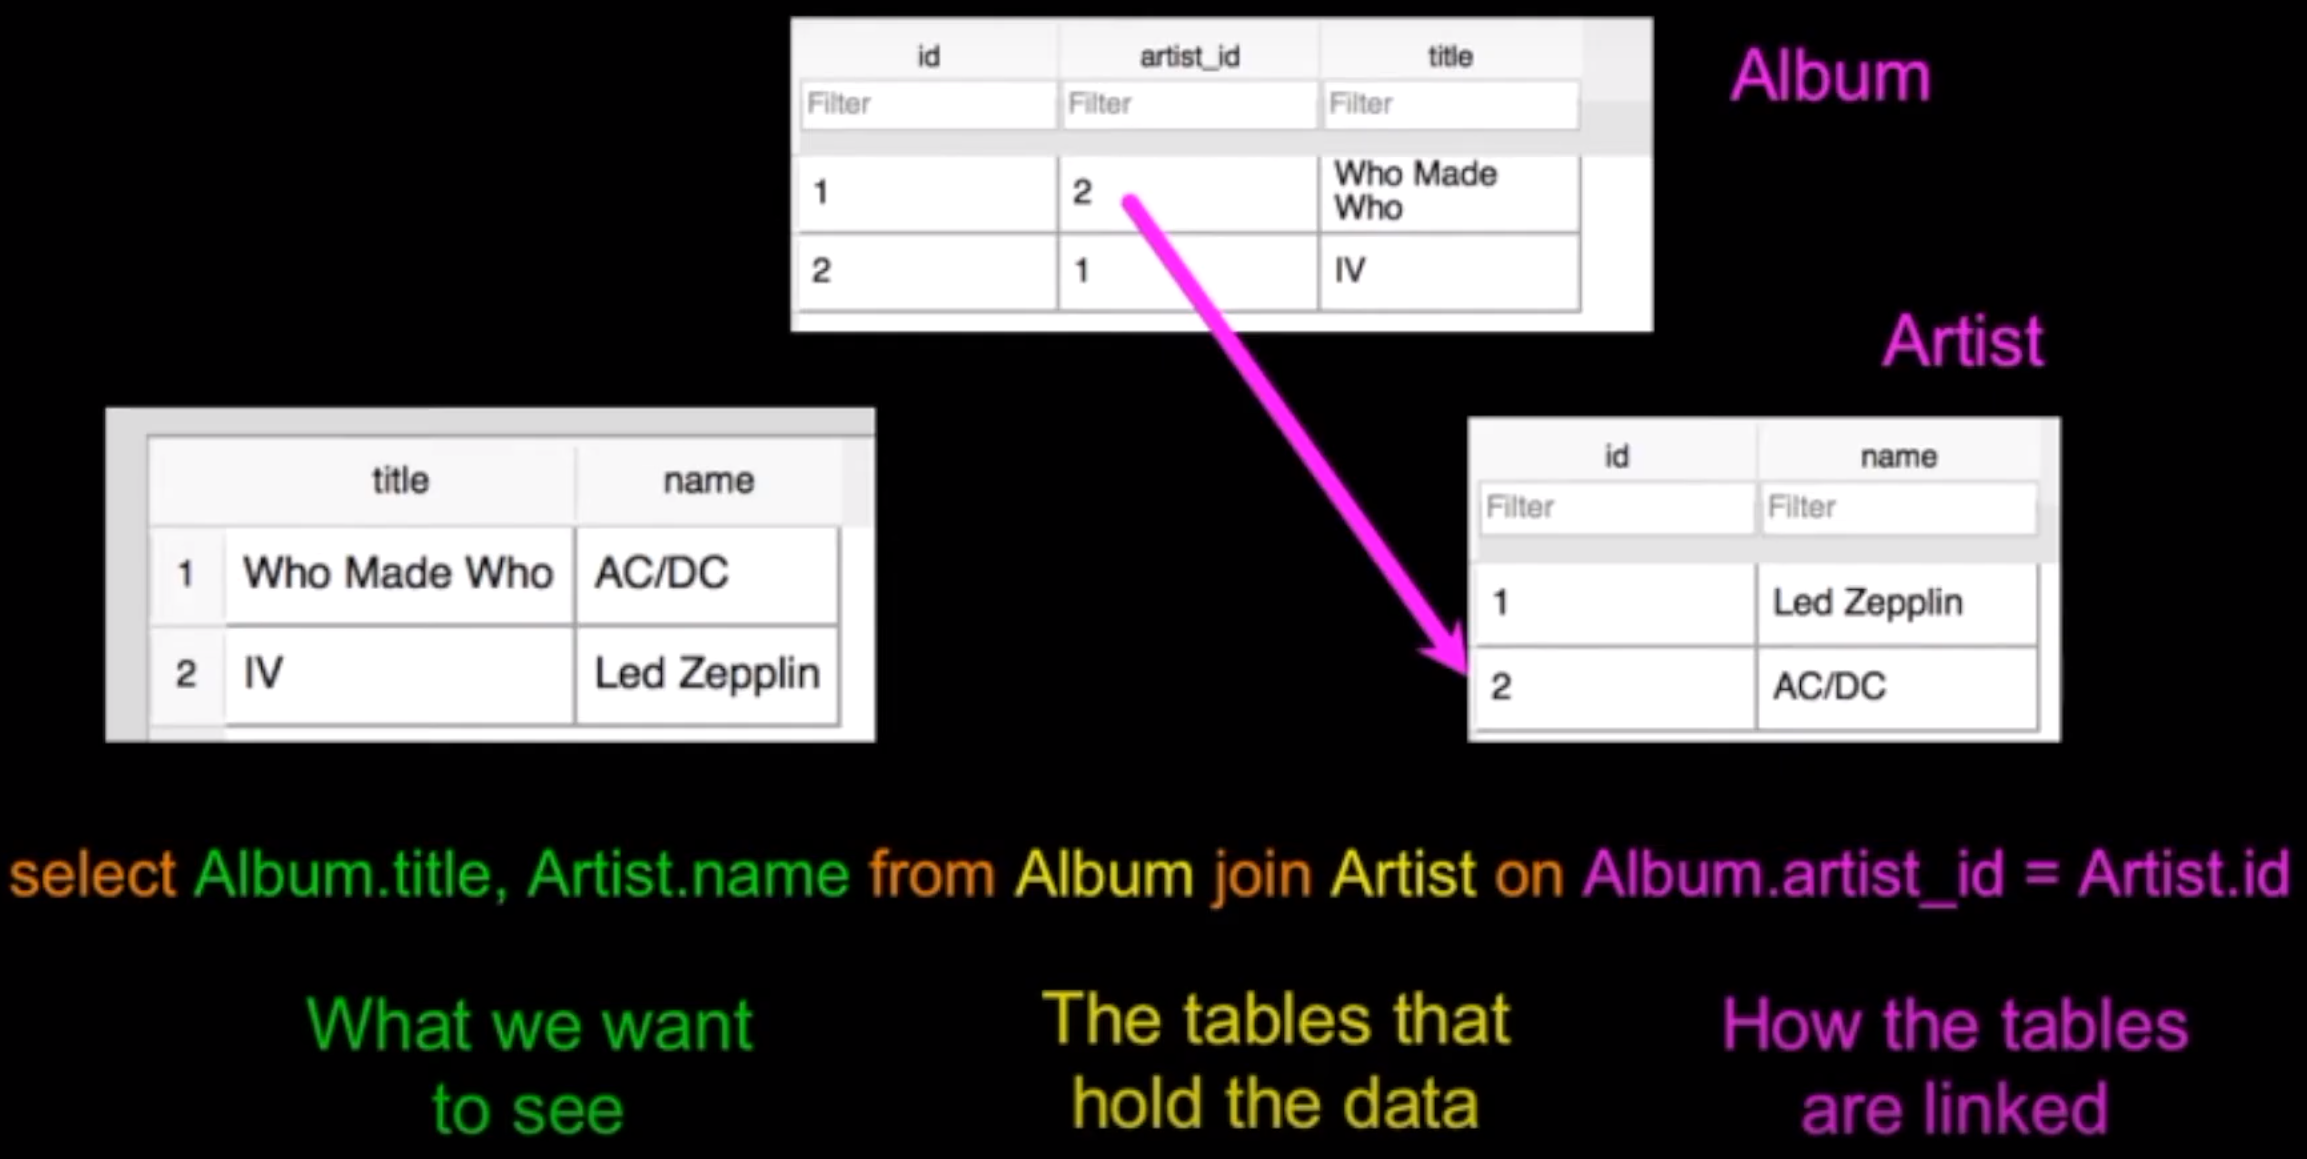 id artist_id title
Filter Filter Filter
1 2 Who Made
Who
2 1 IV
Album
Artist
title name
1 Who Made Who AC/DC
2 IV Led Zepplin
id name
Filter Filter
1 Led Zepplin
2 AC/DC
select Album.title, Artist.name from Album join Artist on Album.artist_id = Artist.id
What we want
to see
The tables that
hold the data
How the tables
are linked